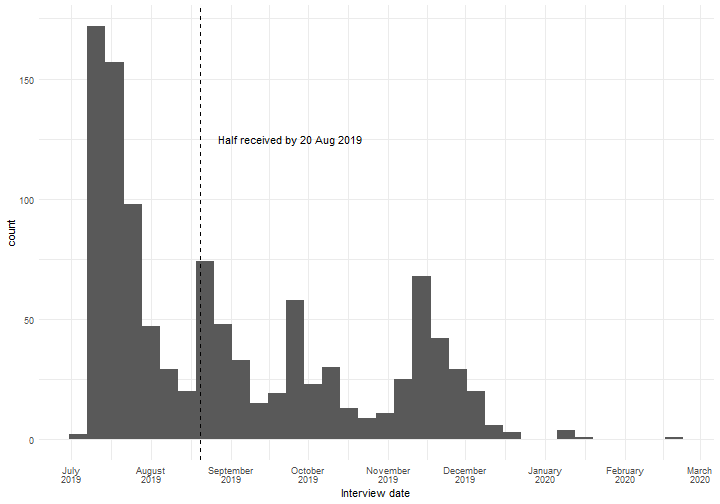 150
100
50
0
count
Half received by 20 Aug 2019
July August September October November December January February March
2019 2019 2019 2019 2019 2019 2020 2020 2020
Interview date